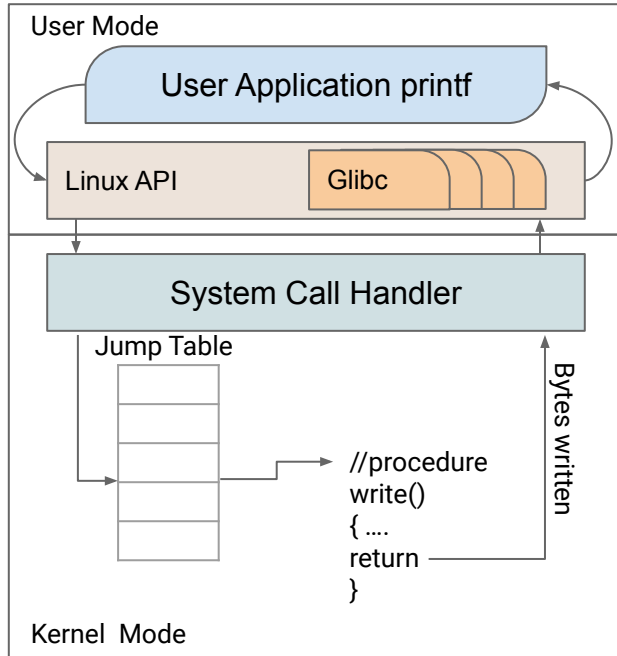 User Mode
User Application printf
Linux API
Glibc
System Call Handler
Jump Table
Bytes written
//procedure
write()
{ ....
return
}
Kernel Mode